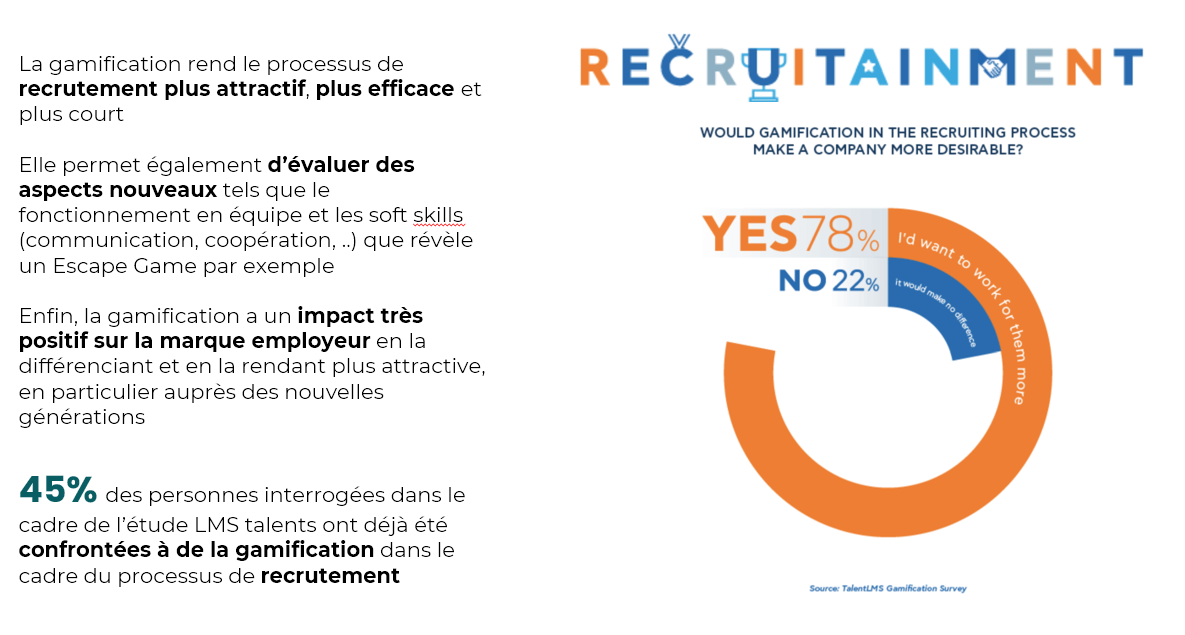 La gamification rend le processus de
recrutement plus attractif, plus efficace et
plus court
Elle permet également d’évaluer des
aspects nouveaux tels que le
fonctionnement en équipe et les soft skills
(communication, coopération, ..) que révèle
un Escape Game par exemple
Enfin, la gamification a un impact très
positif sur la marque employeur en la
différenciant et en la rendant plus attractive,
en particulier auprès des nouvelles
générations
45% des personnes interrogées dans le
cadre de l’étude LMS talents ont déjà été
confrontées à de la gamification dans le
cadre du processus de recrutement
RECRUITAINMENT
WOULD GAMIFICATION IN THE RECRUITING PROCESS
MAKE A COMPANY MORE DESIRABLE?
YES 78%
I'd want to work for them more
NO 22%
it would make no difference
Source: TalentLMS Gamification Survey